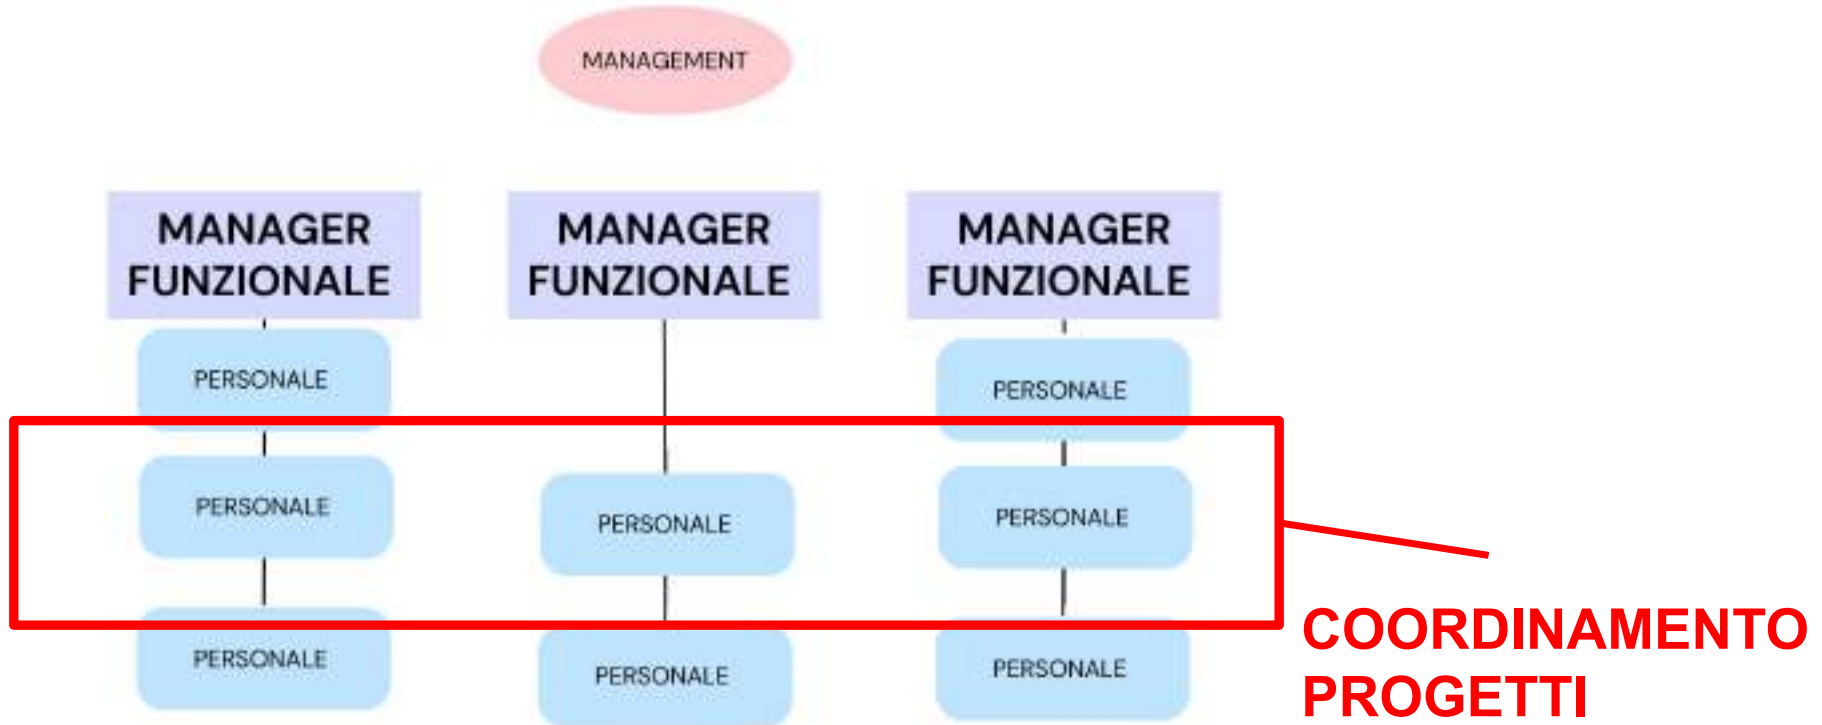 MANAGEMENT
MANAGER
FUNZIONALE
MANAGER
FUNZIONALE
MANAGER
FUNZIONALE
PERSONALE
PERSONALE
PERSONALE
PERSONALE
PERSONALE
PERSONALE
PERSONALE
PERSONALE
COORDINAMENTO
PROGETTI